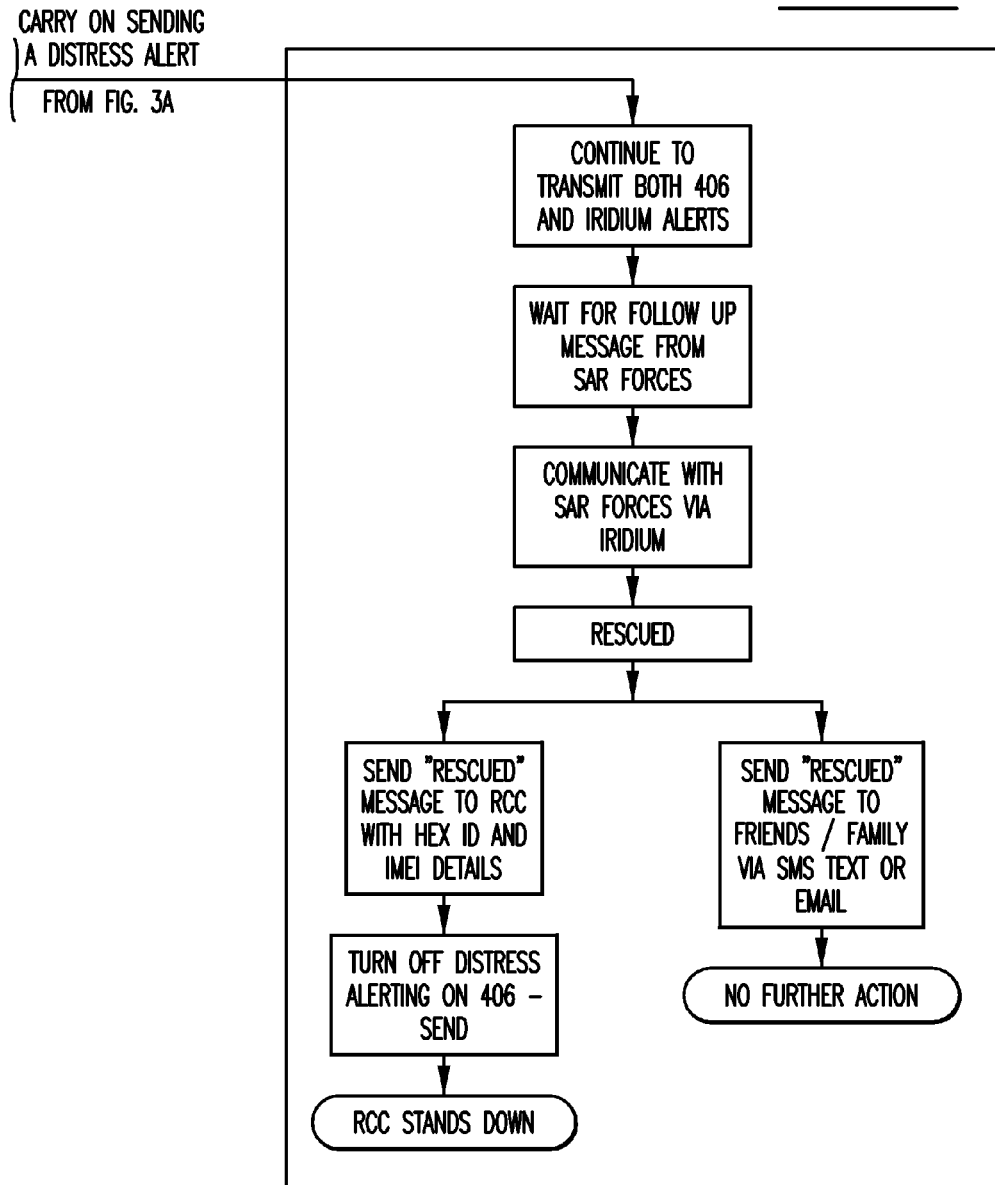 CARRY ON SENDING
A DISTRESS ALERT
FROM FIG. 3A
CONTINUE TO
TRANSMIT BOTH 406
AND IRIDIUM ALERTS
WAIT FOR FOLLOW UP
MESSAGE FROM
SAR FORCES
COMMUNICATE WITH
SAR FORCES VIA
IRIDIUM
RESCUED
SEND "RESCUED"
MESSAGE TO RCC
WITH HEX ID AND
IMEI DETAILS
TURN OFF DISTRESS
ALERTING ON 406 –
SEND
RCC STANDS DOWN
SEND "RESCUED"
MESSAGE TO
FRIENDS / FAMILY
VIA SMS TEXT OR
EMAIL
NO FURTHER ACTION